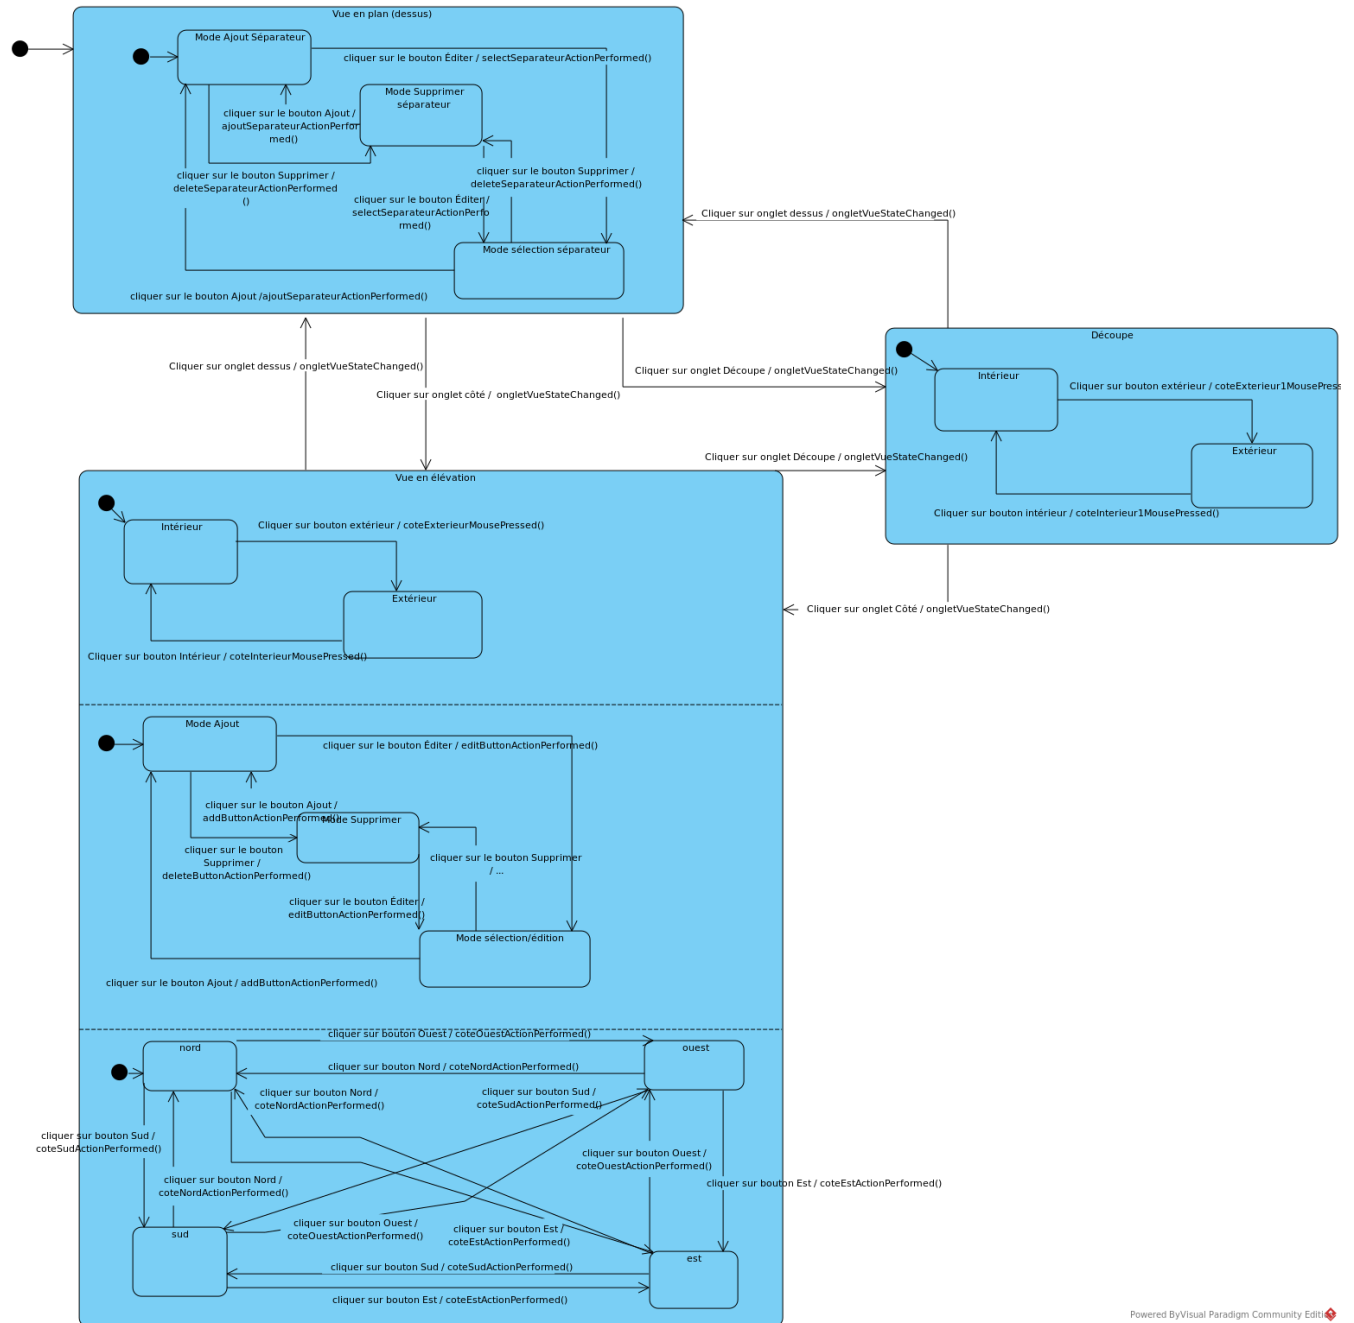 Vue en plan (dessus)
Mode Ajout Séparateur
cliquer sur le bouton Éditer / selectSeparateurActionPerformed()
Mode Supprimer
séparateur
cliquer sur le bouton Ajout /
ajoutSeparateurActionPerfor
med()
cliquer sur le bouton Supprimer /
deleteSeparateurActionPerformed
()
cliquer sur le bouton Supprimer /
deleteSeparateurActionPerformed()
cliquer sur le bouton Éditer /
selectSeparateurActionPerfo
rmed()
Mode sélection séparateur
cliquer sur le bouton Ajout /ajoutSeparateurActionPerformed()
Cliquer sur onglet dessus / ongletVueStateChanged()
Cliquer sur onglet dessus / ongletVueStateChanged()
Cliquer sur onglet côté / ongletVueStateChanged()
Cliquer sur onglet Découpe / ongletVueStateChanged()
Découpe
Intérieur
Cliquer sur bouton extérieur / coteExterieur1MousePress
Extérieur
Cliquer sur bouton intérieur / coteInterieur1MousePressed()
Cliquer sur onglet Découpe / ongletVueStateChanged()
Cliquer sur onglet Côté / ongletVueStateChanged()
Vue en élévation
Intérieur
Cliquer sur bouton extérieur / coteExterieurMousePressed()
Extérieur
Cliquer sur bouton Intérieur / coteInterieurMousePressed()
Mode Ajout
cliquer sur le bouton Éditer / editButtonActionPerformed()
cliquer sur le bouton Ajout /
addButtonActionPerformed()
Mode Supprimer
cliquer sur le bouton
Supprimer /
deleteButtonActionPerformed()
cliquer sur le bouton Supprimer
/ ...
cliquer sur le bouton Éditer /
editButtonActionPerformed()
Mode sélection/édition
cliquer sur le bouton Ajout / addButtonActionPerformed()
cliquer sur bouton Ouest / coteOuestActionPerformed()
nord
ouest
cliquer sur bouton Nord / coteNordActionPerformed()
cliquer sur bouton Nord /
coteNordActionPerformed()
cliquer sur bouton Sud /
coteSudActionPerformed()
cliquer sur bouton Sud /
coteSudActionPerformed()
cliquer sur bouton Ouest /
coteOuestActionPerformed()
cliquer sur bouton Nord /
coteNordActionPerformed()
cliquer sur bouton Est / coteEstActionPerformed()
cliquer sur bouton Ouest /
coteOuestActionPerformed()
cliquer sur bouton Est /
coteEstActionPerformed()
sud
est
cliquer sur bouton Sud / coteSudActionPerformed()
cliquer sur bouton Est / coteEstActionPerformed()
Powered ByVisual Paradigm Community Edition